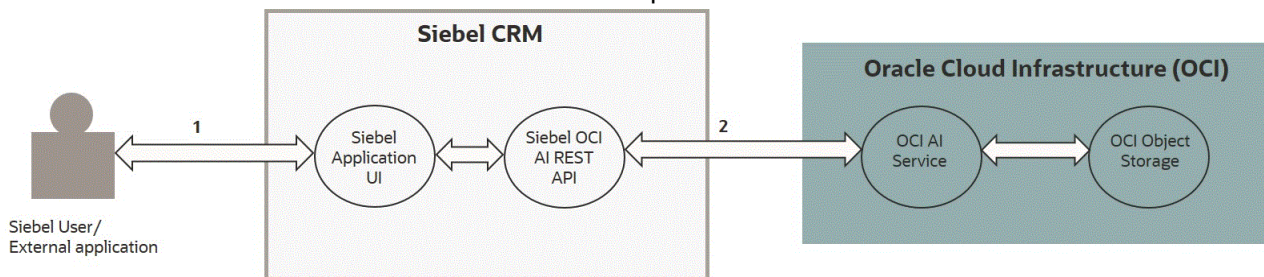 Siebel CRM
Oracle Cloud Infrastructure (OCI)
1
2
Siebel
Application
UI
Siebel OCI
AI REST
API
OCI AI
Service
OCI Object
Storage
Siebel User/
External application